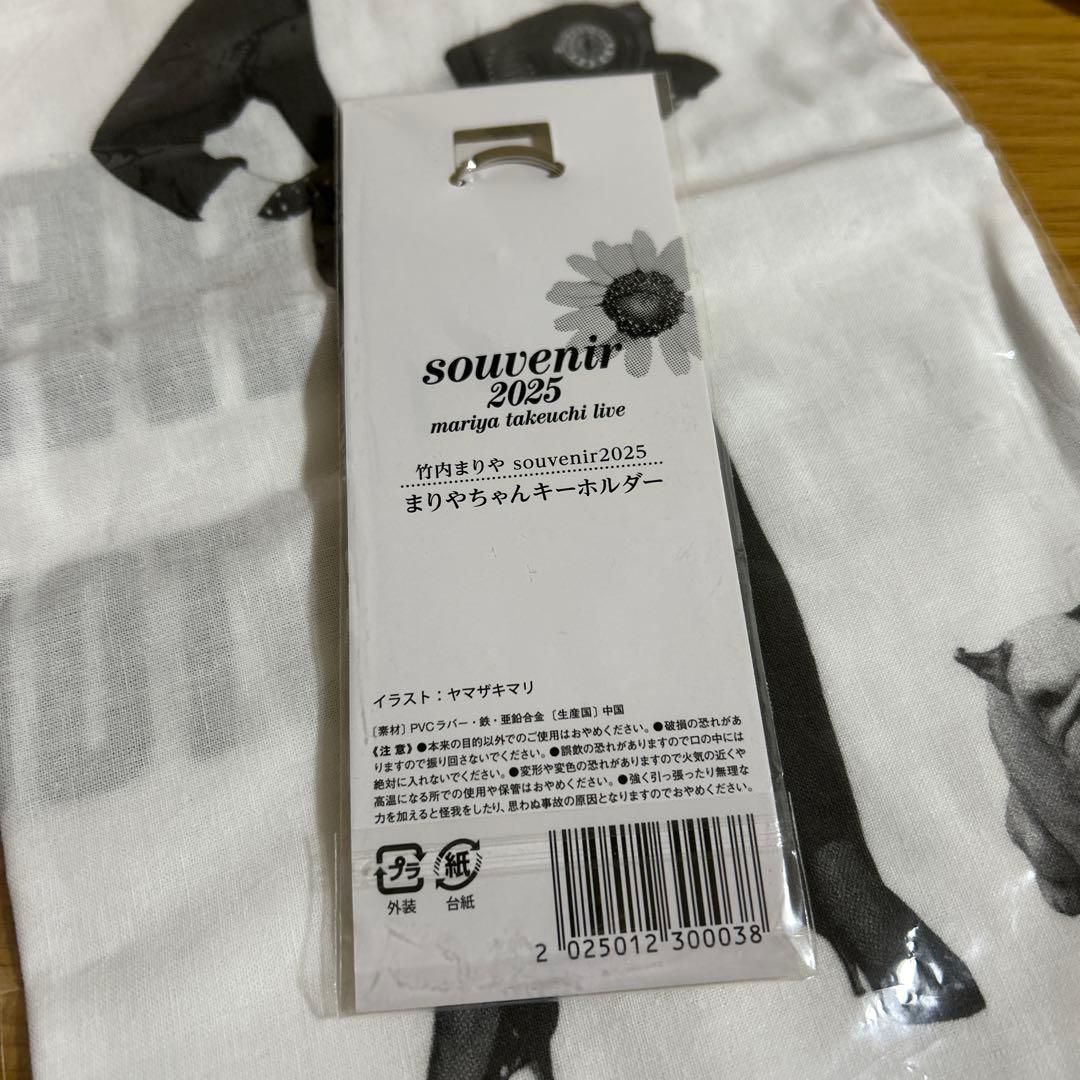 souvenir
2025
mariya takeuchi live
竹内まりや souvenir2025
まりやちゃんキーホルダー
イラスト：ヤマザキマリ
〔素材〕PVCラバー・鉄・亜鉛合金〔生産国〕中国
《注意》●本来の目的以外でのご使用はおやめください。●破損の恐れがあ
りますので振り回さないでください。●誤飲の恐れがありますので口の中には
絶対に入れないでください。●変形や変色の恐れがありますので火気の近くや
高温になる所での使用や保管はおやめください。●強く引っ張ったり無理な
力を加えると怪我をしたり、思わぬ事故の原因となりますのでおやめください。
プラ
紙
外装
台紙
2 025012 300038